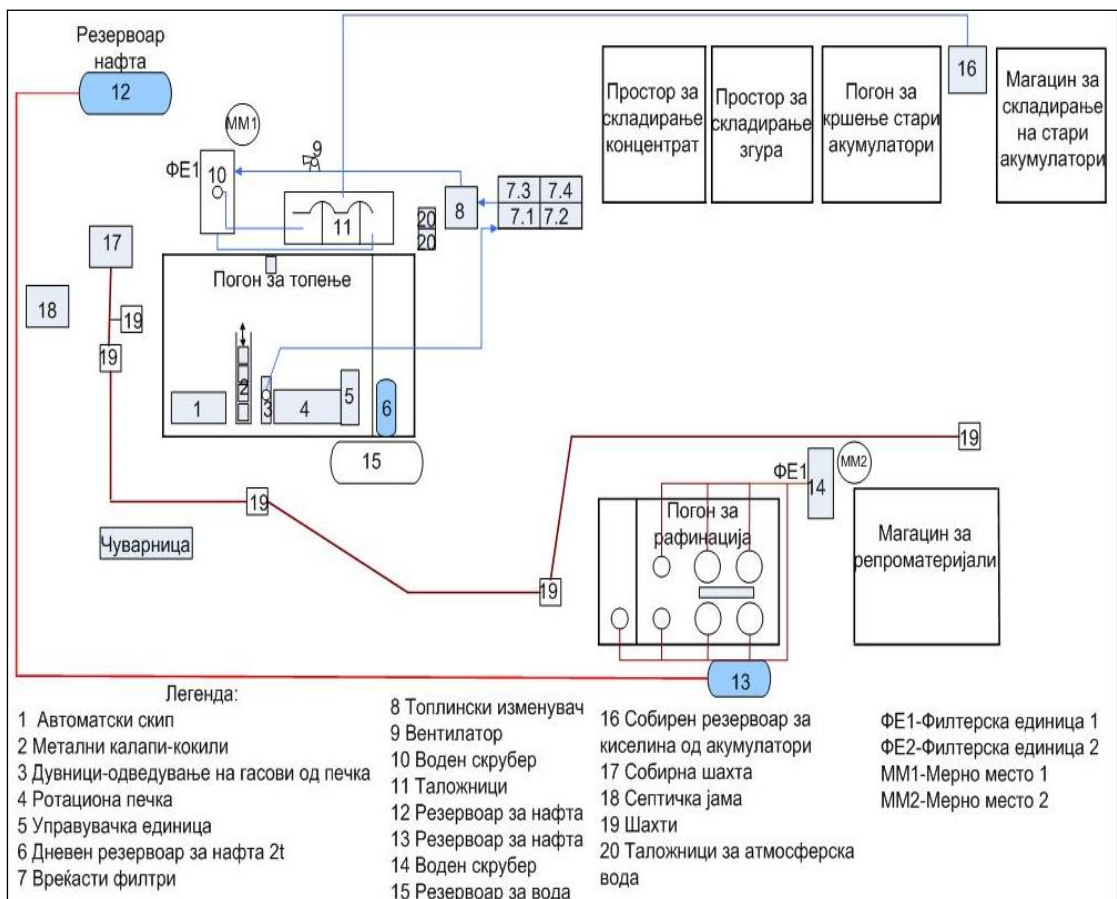 Резервоар
нафта
12
ММ1
ФЕ1
10
9
11
20
20
8
7.3 7.4
7.1 7.2
Простор за
складирање
концентрат
Простор за
складирање
згура
Погон за
кршење стари
акумулатори
16
Магацин за
складирање
на стари
акумулатори
17
18
19
19
Погон за топење
1
2
3
4
5
6
15
19
Чуварница
19
19
ФЕ1
14
ММ2
Погон за
рафинација
Магацин за
репроматеријали
13
Легенда:
1 Автоматски скип
2 Метални калапи-кокили
3 Дувници-одведување на гасови од печка
4 Ротациона печка
5 Управувачка единица
6 Дневен резервоар за нафта 2t
7 Вреќасти филтри
8 Топлински изменувач
9 Вентилатор
10 Воден скрубер
11 Таложници
12 Резервоар за нафта
13 Резервоар за нафта
14 Воден скрубер
15 Резервоар за вода
16 Собирен резервоар за
киселина од акумулатори
17 Собирна шахта
18 Септичка јама
19 Шахти
20 Таложници за атмосферска
вода
ФЕ1-Филтерска единица 1
ФЕ2-Филтерска единица 2
ММ1-Мерно место 1
ММ2-Мерно место 2